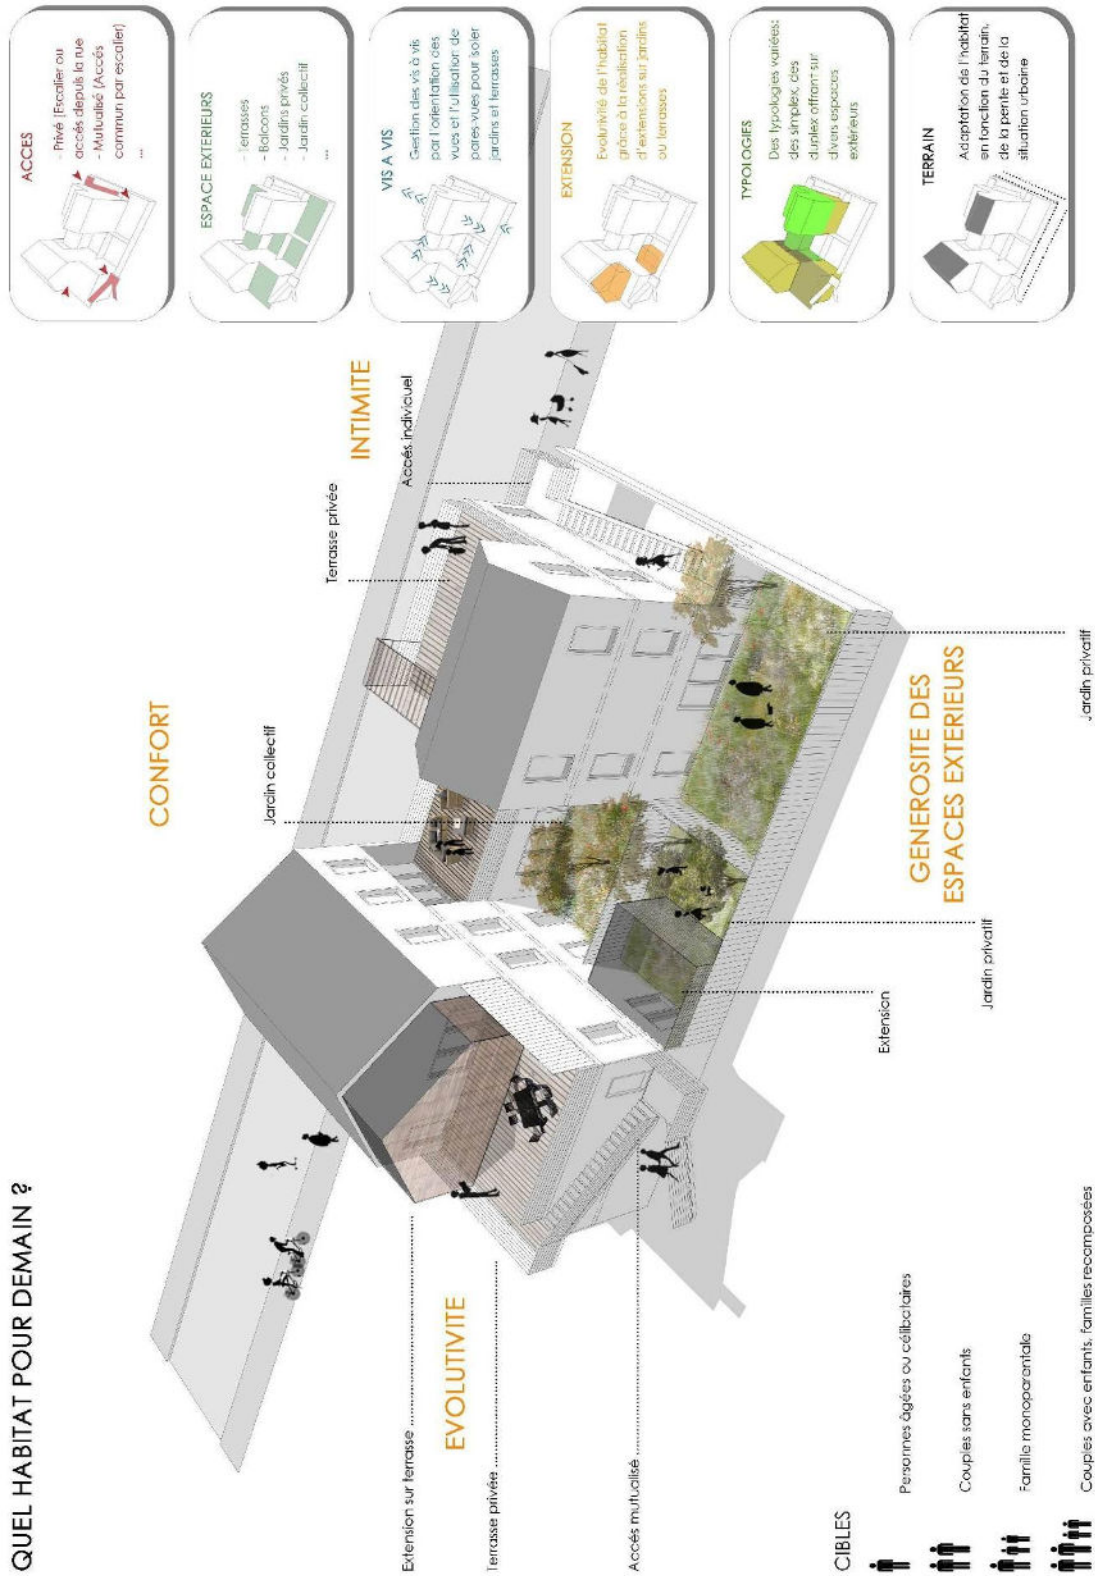 QUEL HABITAT POUR DEMAIN ?
CONFORT
INTIMITE
EVOLUTIVITE
GENEROSITE DES
ESPACES EXTERIEURS
Jardin collectif
Terrasse privée
Accés individuel
Extension sur terrasse
Terrasse privée
Accés mutualisé
Extension
Jardin privatif
Jardin privatif
CIBLES
Personnes âgées ou célibataires
Couples sans enfants
Famille monoparentale
Couples avec enfants, familles recomposées
ACCES
- Privé (Escalier ou
accés depuis la rue
- Mutualisé (Accés
commun par escalier)
...
ESPACE EXTERIEURS
- Terrasses
- Balcons
- Jardins privés
- Jardin collectif
...
VIS A VIS
Gestion des vis à vis
par l'orientation des
vues et l'utilisation de
pares-vues pour isoler
jardins et terrasses
EXTENSION
Evolutivité de l'habitat
grâce à la réalisation
d'extensions sur jardins
ou terrasses
TYPOLOGIES
Des typologies variées:
des simplex, des
duplex offrant sur
divers espaces
extérieurs
TERRAIN
Adaptation de l'habitat
en fonction du terrain,
de la pente et de la
situation urbaine